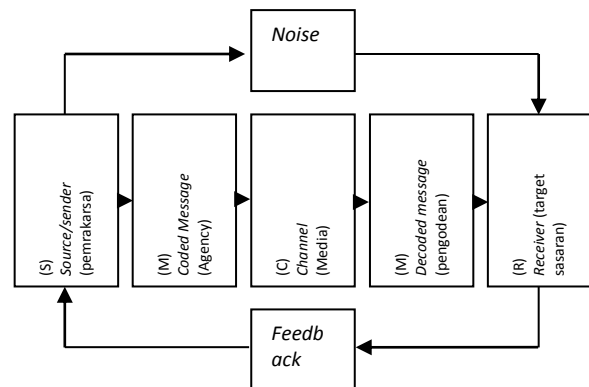 Noise
(S)
Source/sender
(pemrakarsa)
(M)
Coded Message
(Agency)
(C)
Channel
(Media)
(M)
Decoded message
(pengodean)
(R)
Receiver (target
sasaran)
Feedb
ack